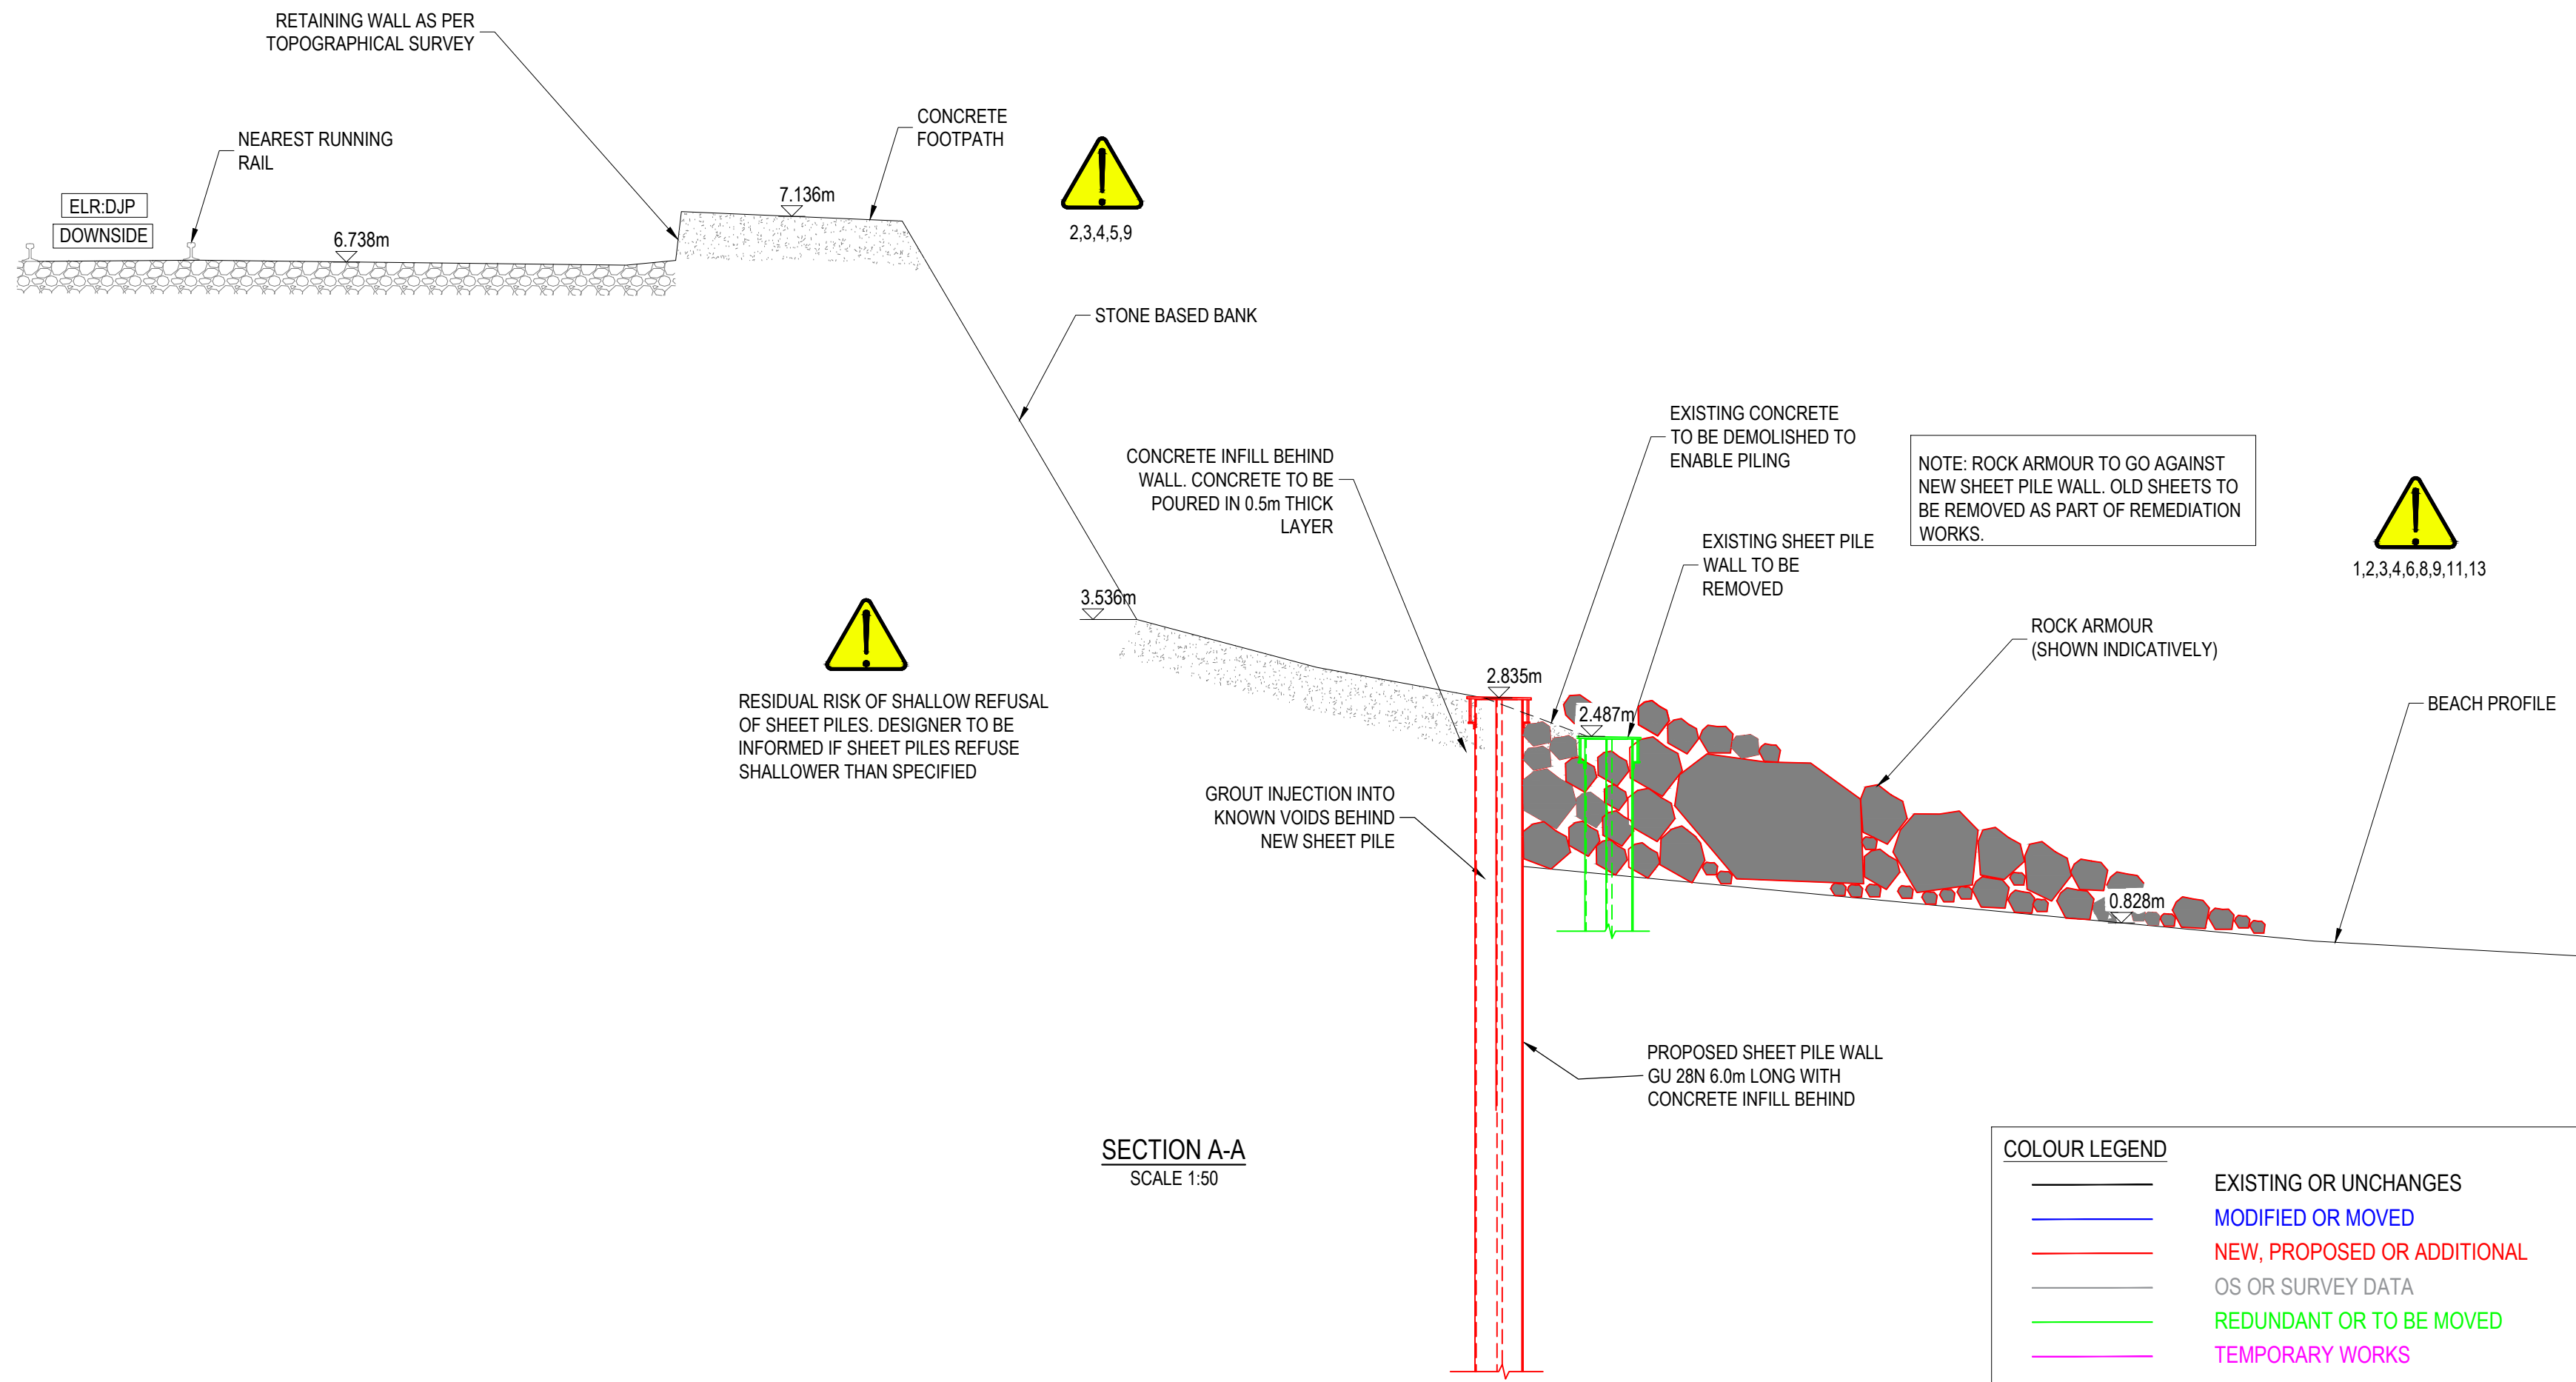 RETAINING WALL AS PER
TOPOGRAPHICAL SURVEY
NEAREST RUNNING
RAIL
CONCRETE
FOOTPATH
ELR:DJP
DOWNSIDE
6.738m
7.136m
2,3,4,5,9
STONE BASED BANK
CONCRETE INFILL BEHIND
WALL. CONCRETE TO BE
POURED IN 0.5m THICK
LAYER
EXISTING CONCRETE
TO BE DEMOLISHED TO
ENABLE PILING
NOTE: ROCK ARMOUR TO GO AGAINST
NEW SHEET PILE WALL. OLD SHEETS TO
BE REMOVED AS PART OF REMEDIATION
WORKS.
1,2,3,4,6,8,9,11,13
EXISTING SHEET PILE
WALL TO BE
REMOVED
3.536m
ROCK ARMOUR
(SHOWN INDICATIVELY)
RESIDUAL RISK OF SHALLOW REFUSAL
OF SHEET PILES. DESIGNER TO BE
INFORMED IF SHEET PILES REFUSE
SHALLOWER THAN SPECIFIED
2.835m
2.487m
BEACH PROFILE
GROUT INJECTION INTO
KNOWN VOIDS BEHIND
NEW SHEET PILE
0.828m
PROPOSED SHEET PILE WALL
GU 28N 6.0m LONG WITH
CONCRETE INFILL BEHIND
SECTION A-A
SCALE 1:50
COLOUR LEGEND
EXISTING OR UNCHANGES
MODIFIED OR MOVED
NEW, PROPOSED OR ADDITIONAL
OS OR SURVEY DATA
REDUNDANT OR TO BE MOVED
TEMPORARY WORKS